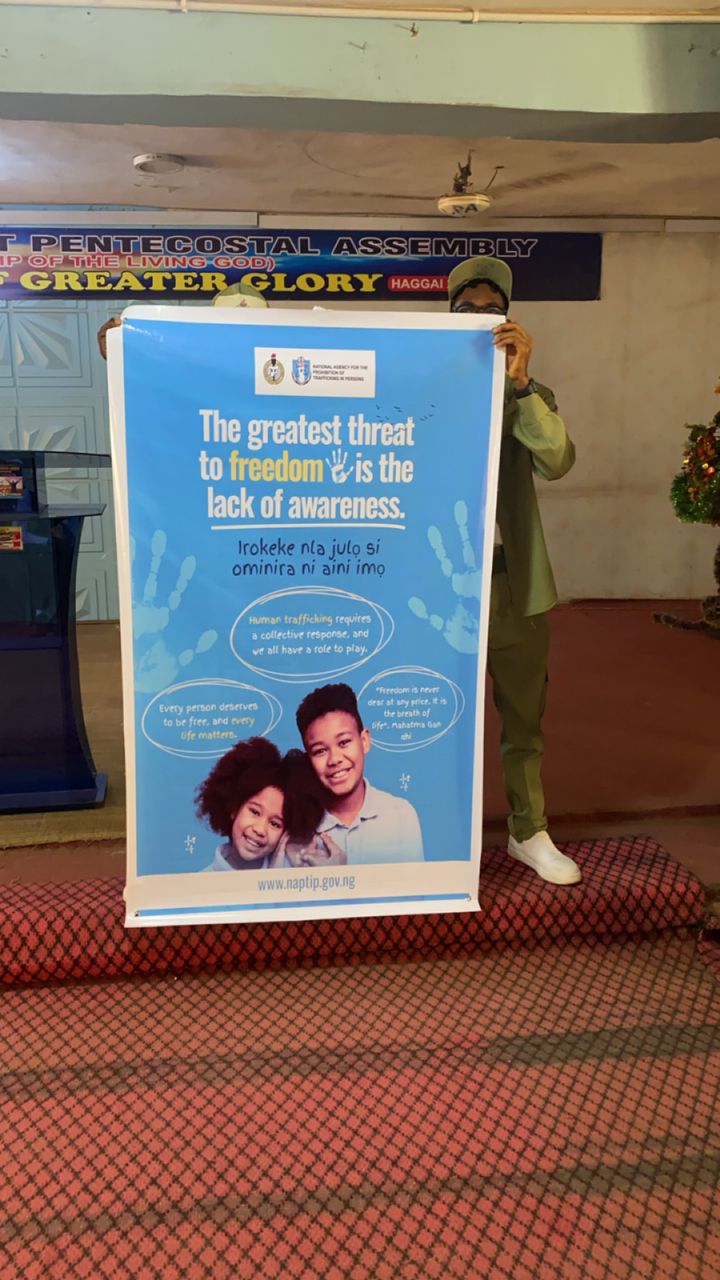 T PENTECOSTAL ASSEMBLY
IP OF THE LIVING GOD)
F GREATER GLORY HAGGAI
NATIONAL AGENCY FOR THE
PROHIBITION OF
TRAFFICKING IN PERSONS
The greatest threat
to freedom is the
lack of awareness.
Irokeke nla julọ si
ominira ni aini imọ
Human trafficking requires
a collective response, and
we all have a role to play.
Every person deserves
to be free, and every
life matters.
"Freedom is never
dear at any price. It is
the breath of
life". Mahatma Gan
dhi
www.naptip.gov.ng